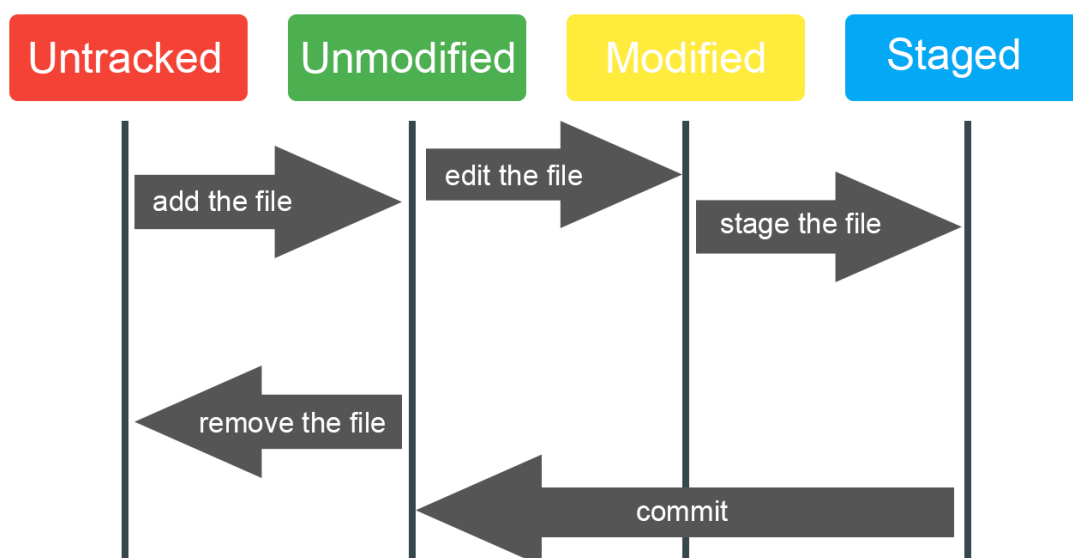 Untracked
Unmodified
Modified
Staged
add the file
edit the file
stage the file
remove the file
commit